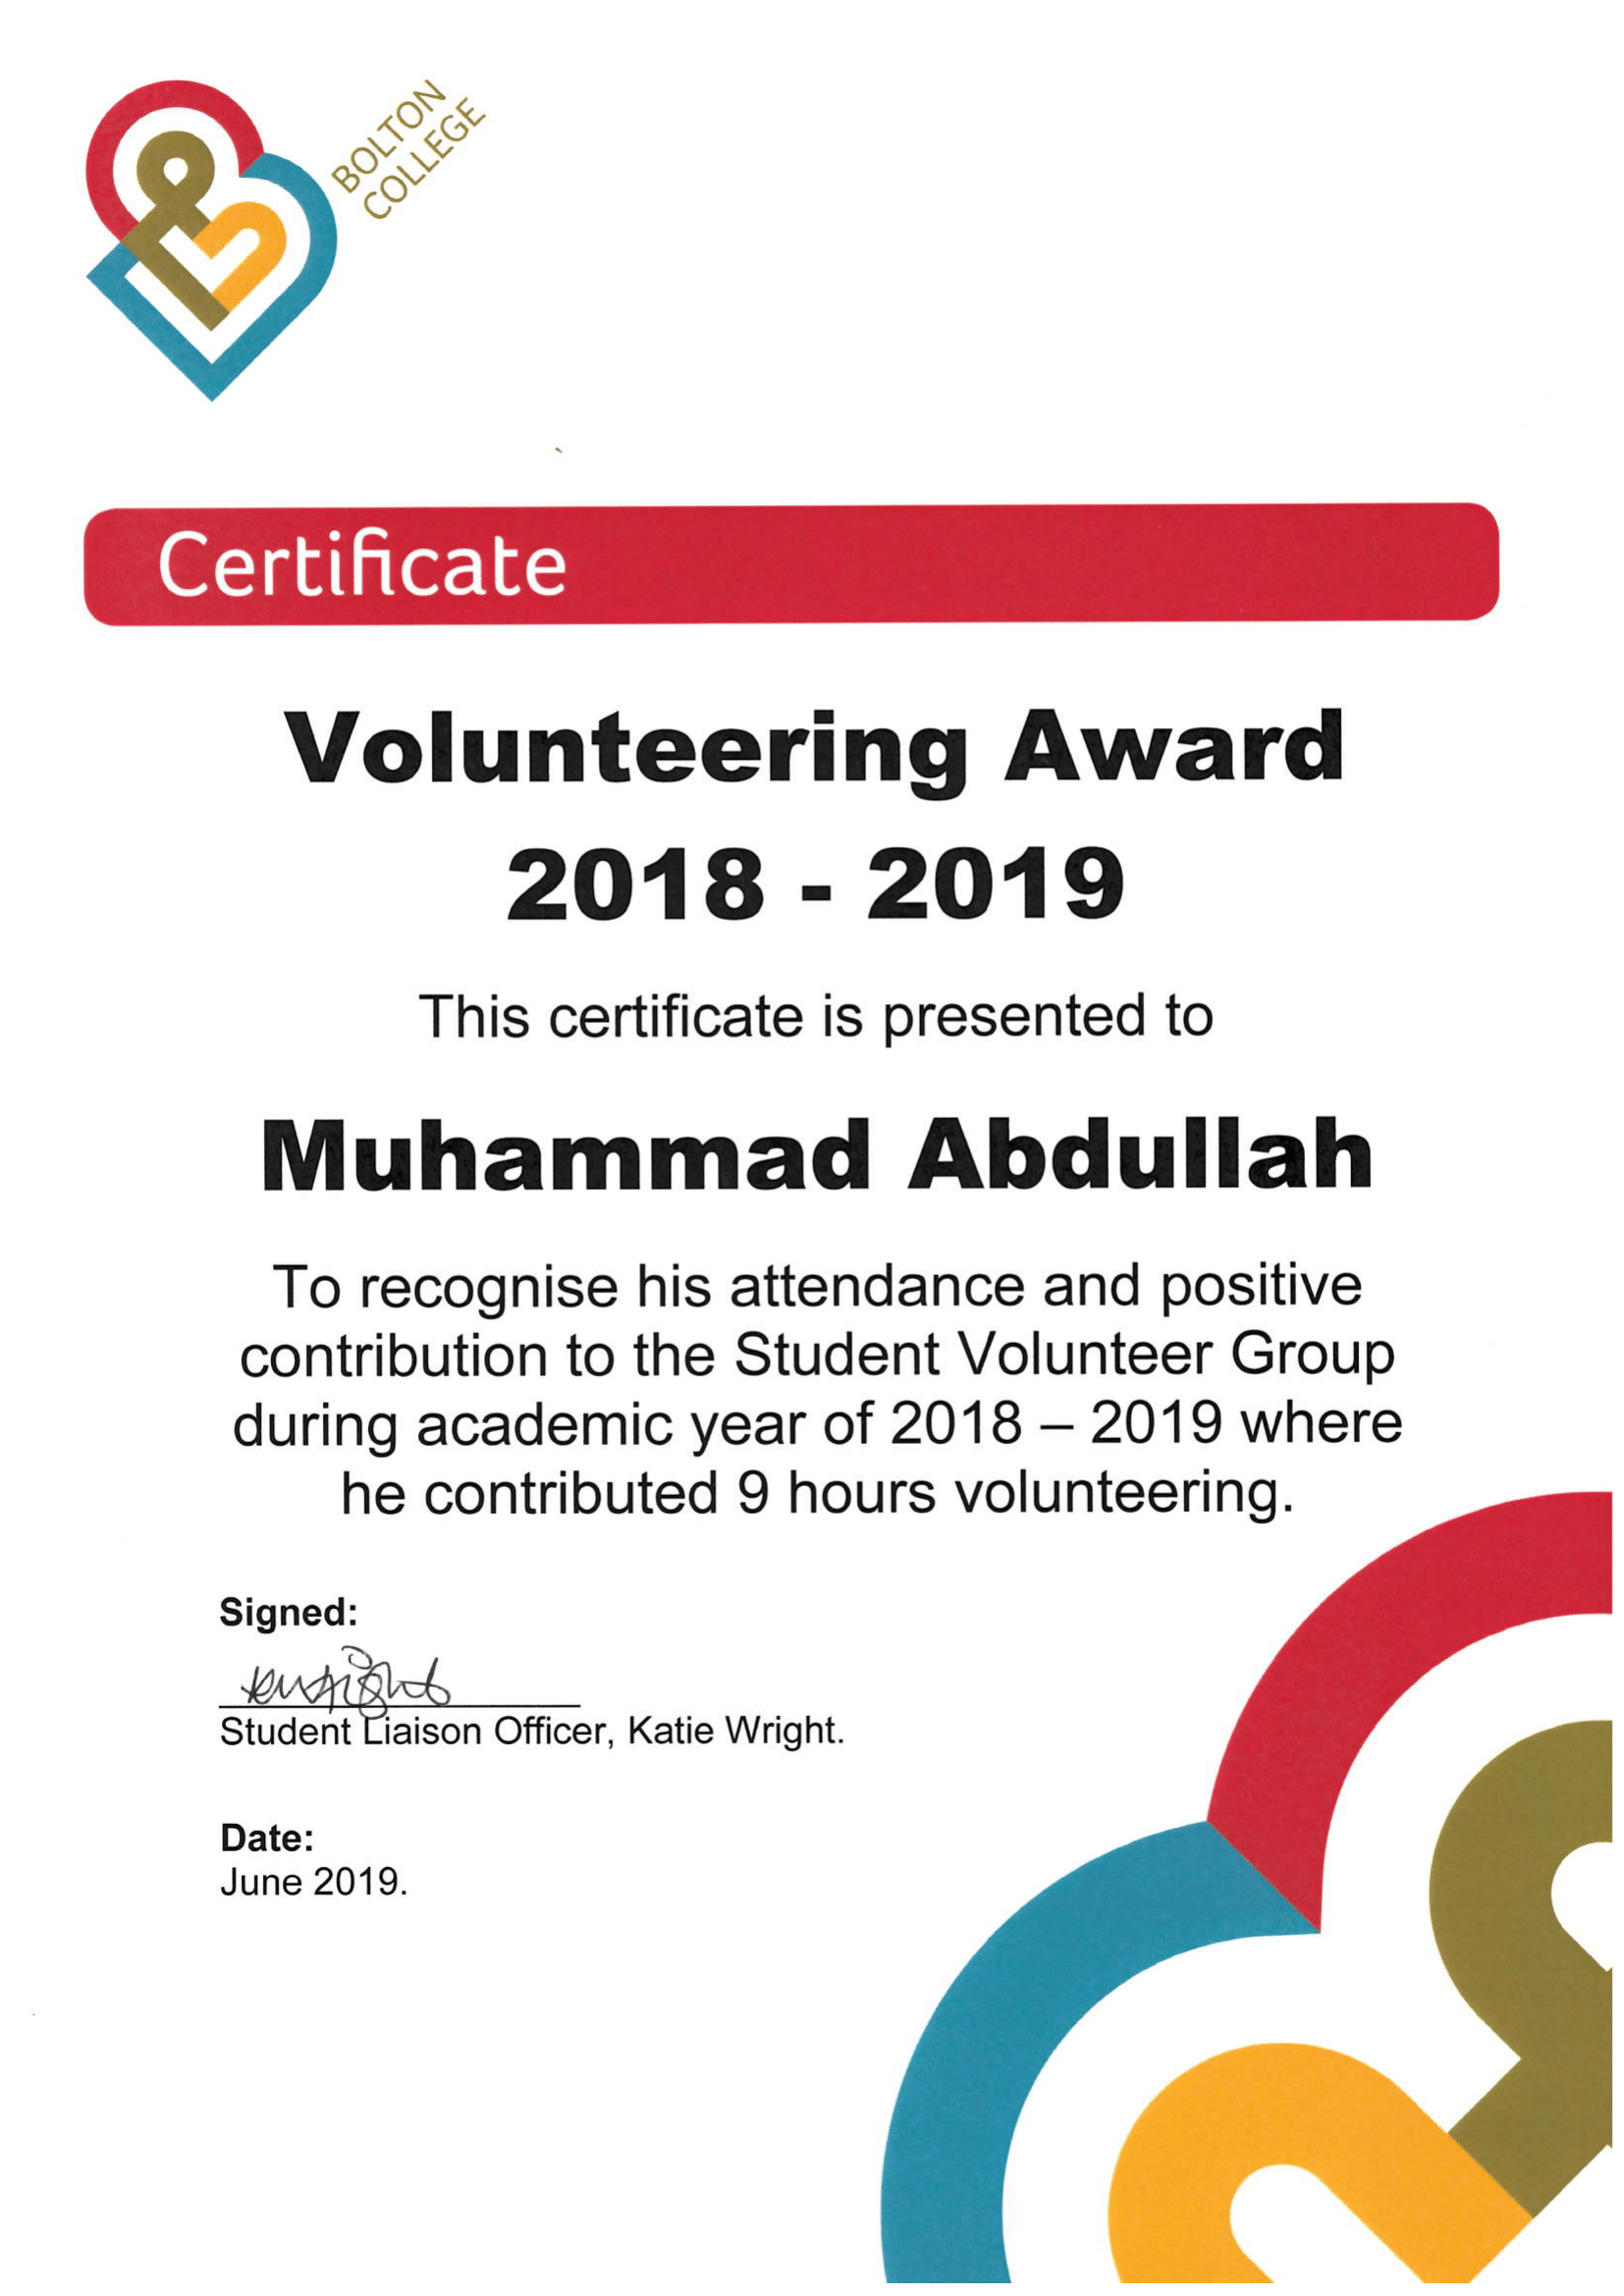 BOLTON
COLLEGE
Certificate
Volunteering Award
2018 - 2019
This certificate is presented to
Muhammad Abdullah
To recognise his attendance and positive
contribution to the Student Volunteer Group
during academic year of 2018 – 2019 where
he contributed 9 hours volunteering.
Signed:
Student Liaison Officer, Katie Wright.
Date:
June 2019.